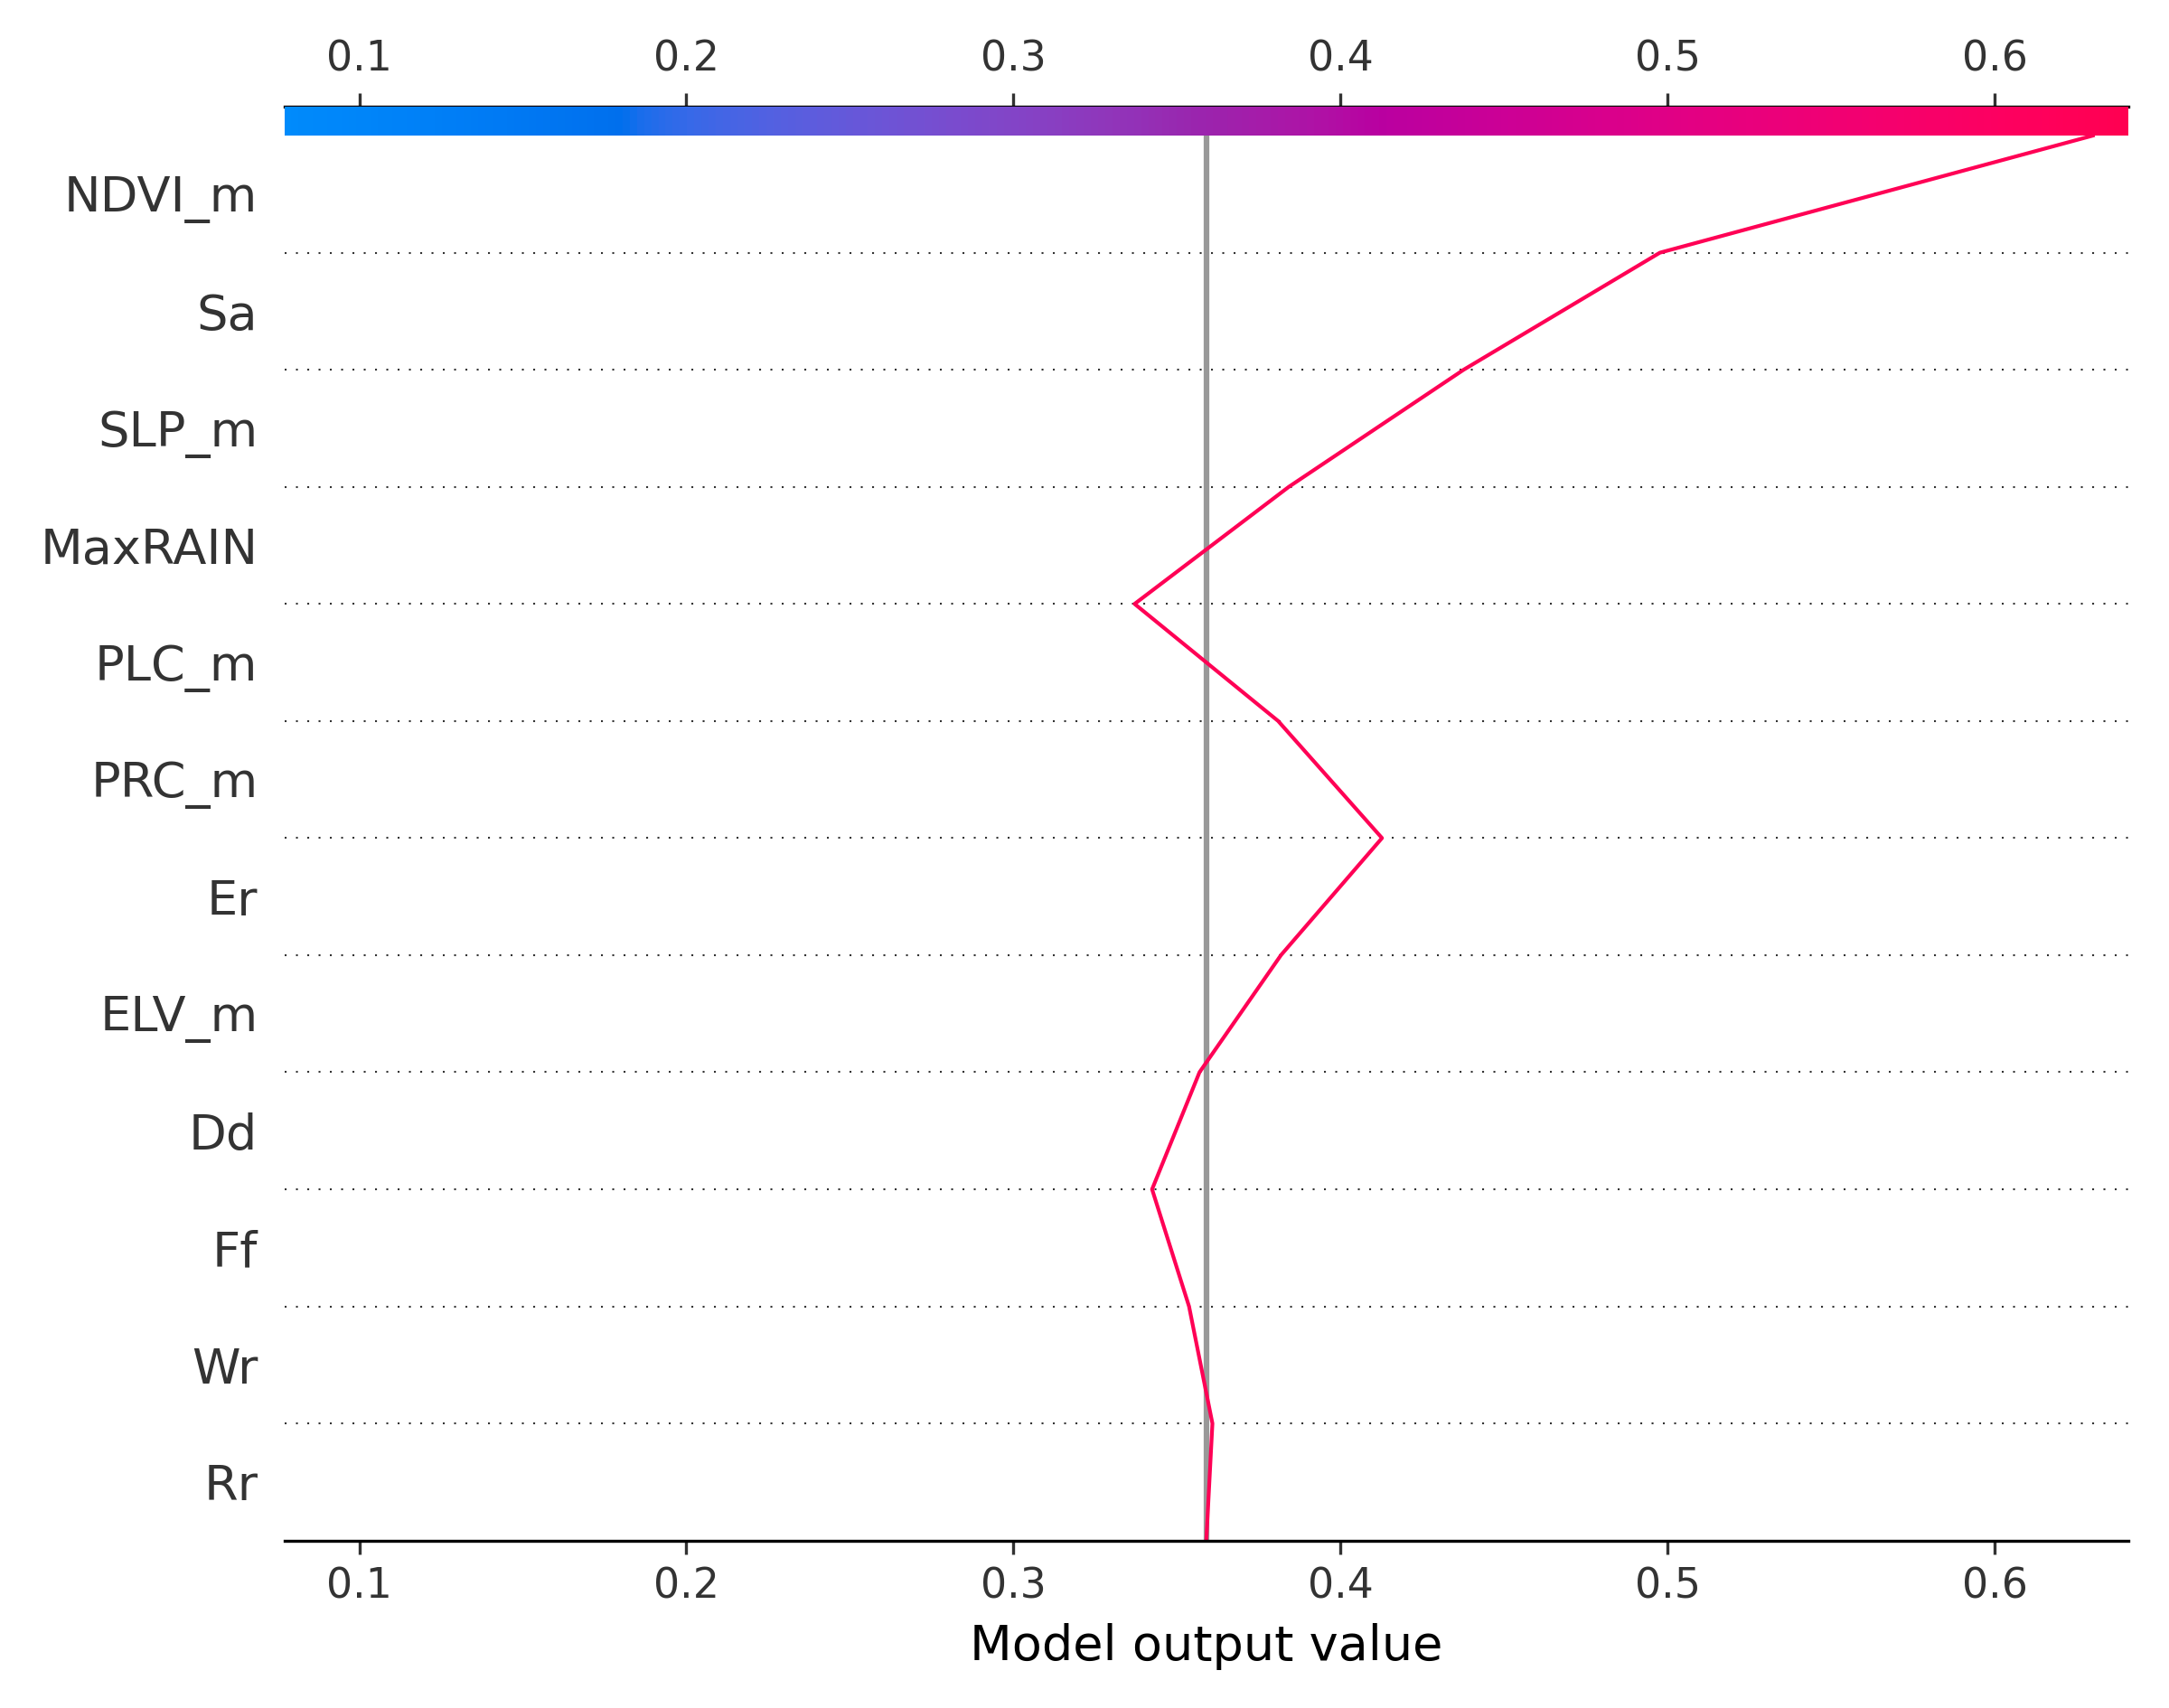 0.1 0.2 0.3 0.4 0.5 0.6
NDVI_m
Sa
SLP_m
MaxRAIN
PLC_m
PRC_m
Er
ELV_m
Dd
Ff
Wr
Rr
0.1 0.2 0.3 0.4 0.5 0.6
Model output value